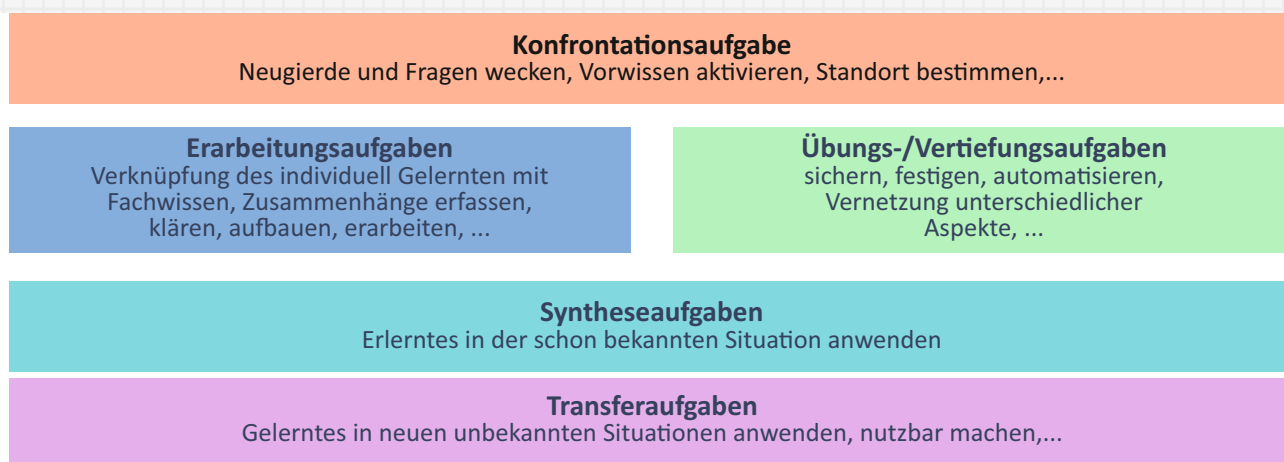 Konfrontationsaufgabe
Neugierde und Fragen wecken, Vorwissen aktivieren, Standort bestimmen,...
Erarbeitungsaufgaben
Verknüpfung des individuell Gelernten mit
Fachwissen, Zusammenhänge erfassen,
klären, aufbauen, erarbeiten, ...
Übungs-/Vertiefungsaufgaben
sichern, festigen, automatisieren,
Vernetzung unterschiedlicher
Aspekte, ...
Syntheseaufgaben
Erlerntes in der schon bekannten Situation anwenden
Transferaufgaben
Gelerntes in neuen unbekannten Situationen anwenden, nutzbar machen,...